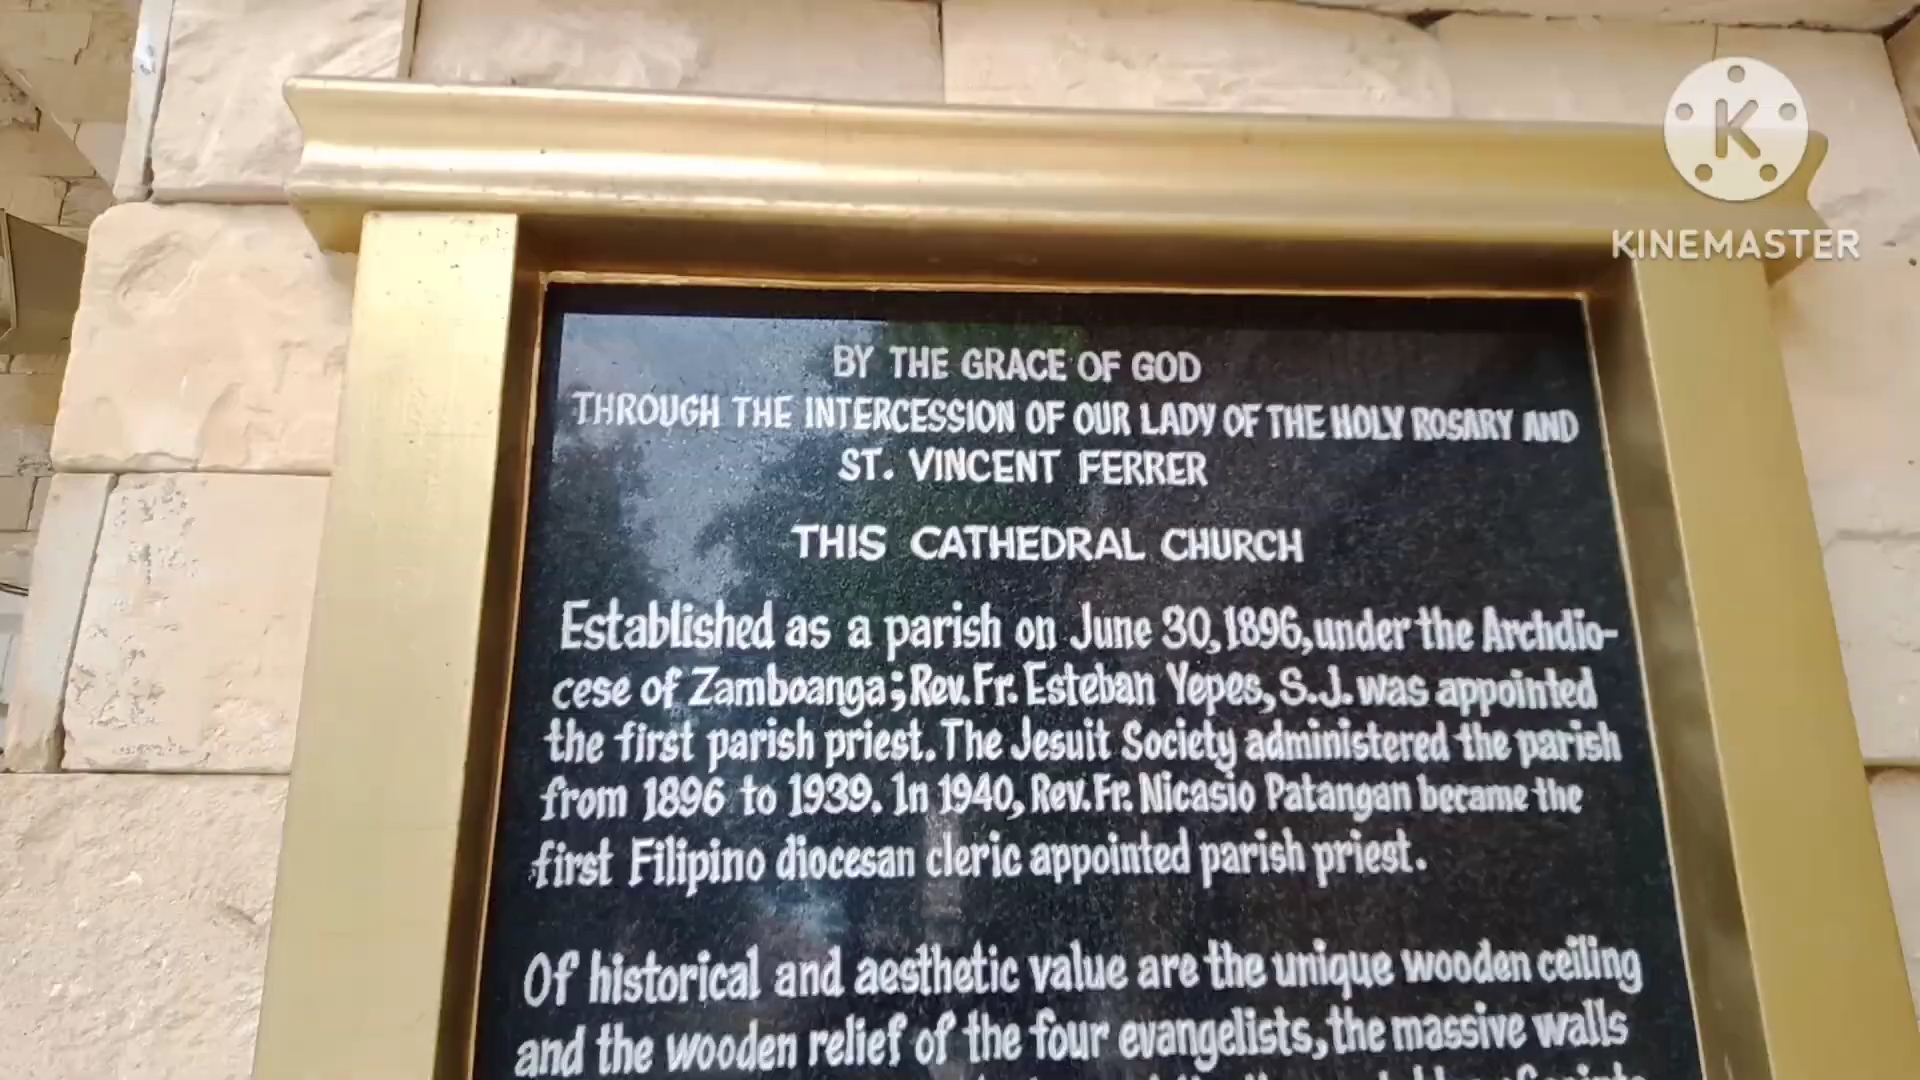 K
KINEMASTER
BY THE GRACE OF GOD
THROUGH THE INTERCESSION OF OUR LADY OF THE HOLY ROSARY AND
ST. VINCENT FERRER
THIS CATHEDRAL CHURCH
Established as a parish on June 30, 1896, under the Archdio-
cese of Zamboanga; Rev. Fr. Esteban Yepes, S.J. was appointed
the first parish priest. The Jesuit Society administered the parish
from 1896 to 1939. In 1940, Rev. Fr. Nicasio Patangan became the
first Filipino diocesan cleric appointed parish priest.
Of historical and aesthetic value are the unique wooden ceiling
and the wooden relief of the four evangelists, the massive walls